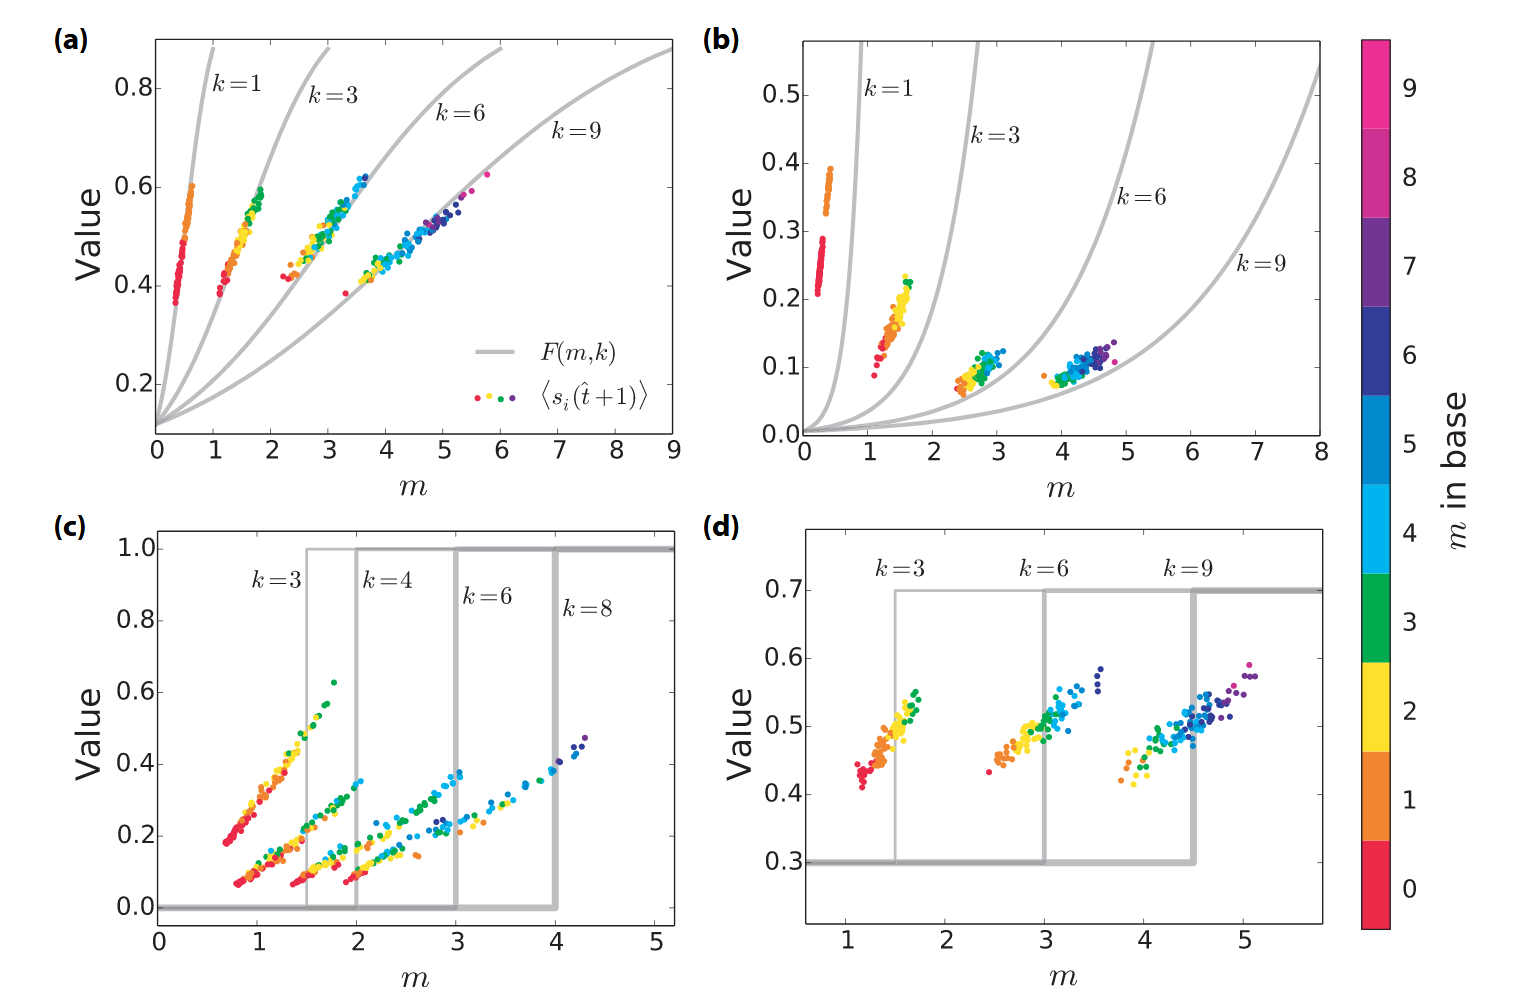 (a)
Value
0.8
0.6
0.4
0.2
k=1
k=3
k=6
k=9
F(m,k)
⟨s_i(t̂+1)⟩
0 1 2 3 4 5 6 7 8 9
m
(b)
Value
0.5
0.4
0.3
0.2
0.1
0.0
k=1
k=3
k=6
k=9
0 1 2 3 4 5 6 7 8
m
(c)
Value
1.0
0.8
0.6
0.4
0.2
0.0
k=3
k=4
k=6
k=8
0 1 2 3 4 5
m
(d)
Value
0.7
0.6
0.5
0.4
0.3
k=3 k=6 k=9
1 2 3 4 5
m
9
8
7
6
5
4
3
2
1
0
m in base